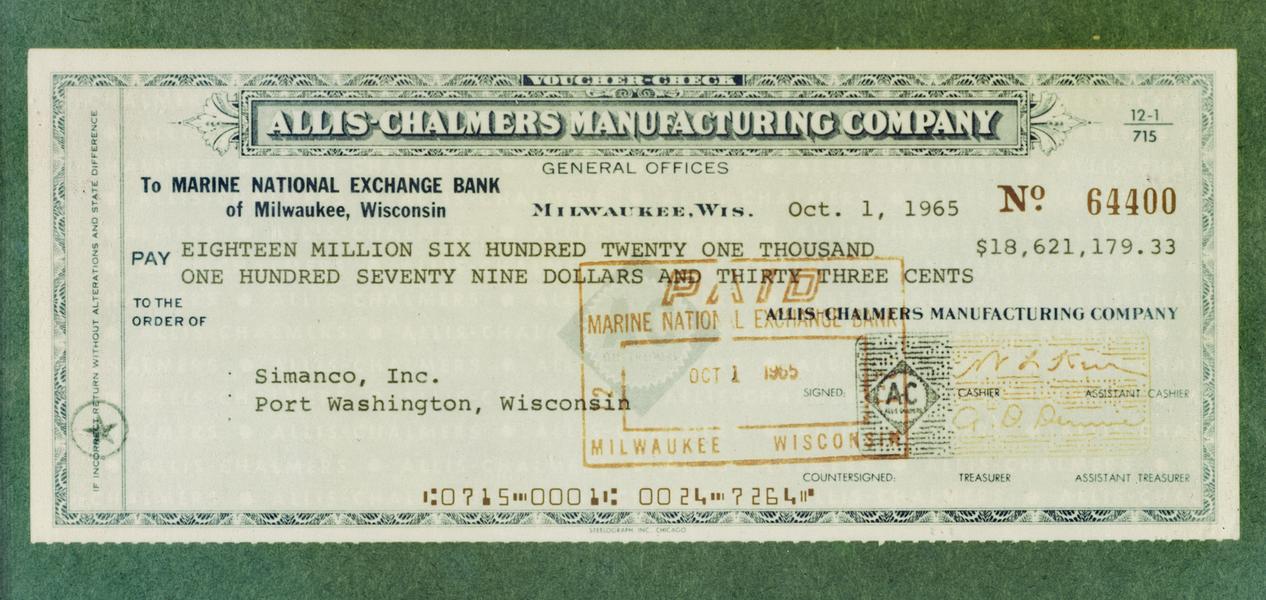 VOUCHER-CHECK
ALLIS-CHALMERS MANUFACTURING COMPANY
12-1
715
GENERAL OFFICES
To MARINE NATIONAL EXCHANGE BANK
of Milwaukee, Wisconsin
MILWAUKEE, WIS. Oct. 1, 1965 Nº 64400
PAY EIGHTEEN MILLION SIX HUNDRED TWENTY ONE THOUSAND $18,621,179.33
ONE HUNDRED SEVENTY NINE DOLLARS AND THIRTY THREE CENTS
TO THE
ORDER OF
PAID
ALLIS-CHALMERS MANUFACTURING COMPANY
MARINE NATIONAL EXCHANGE BANK
Simanco, Inc.
Port Washington, Wisconsin
OCT 1 1965
2
MILWAUKEE WISCONSIN
SIGNED:
A-C
ALLIS-CHALMERS
CASHIER ASSISTANT CASHIER
COUNTERSIGNED: TREASURER ASSISTANT TREASURER
⑆0715⑉0001⑆ 0024⑉7264⑈
STEELOGRAPH INC. CHICAGO
IF INCORRECT RETURN WITHOUT ALTERATIONS AND STATE DIFFERENCE